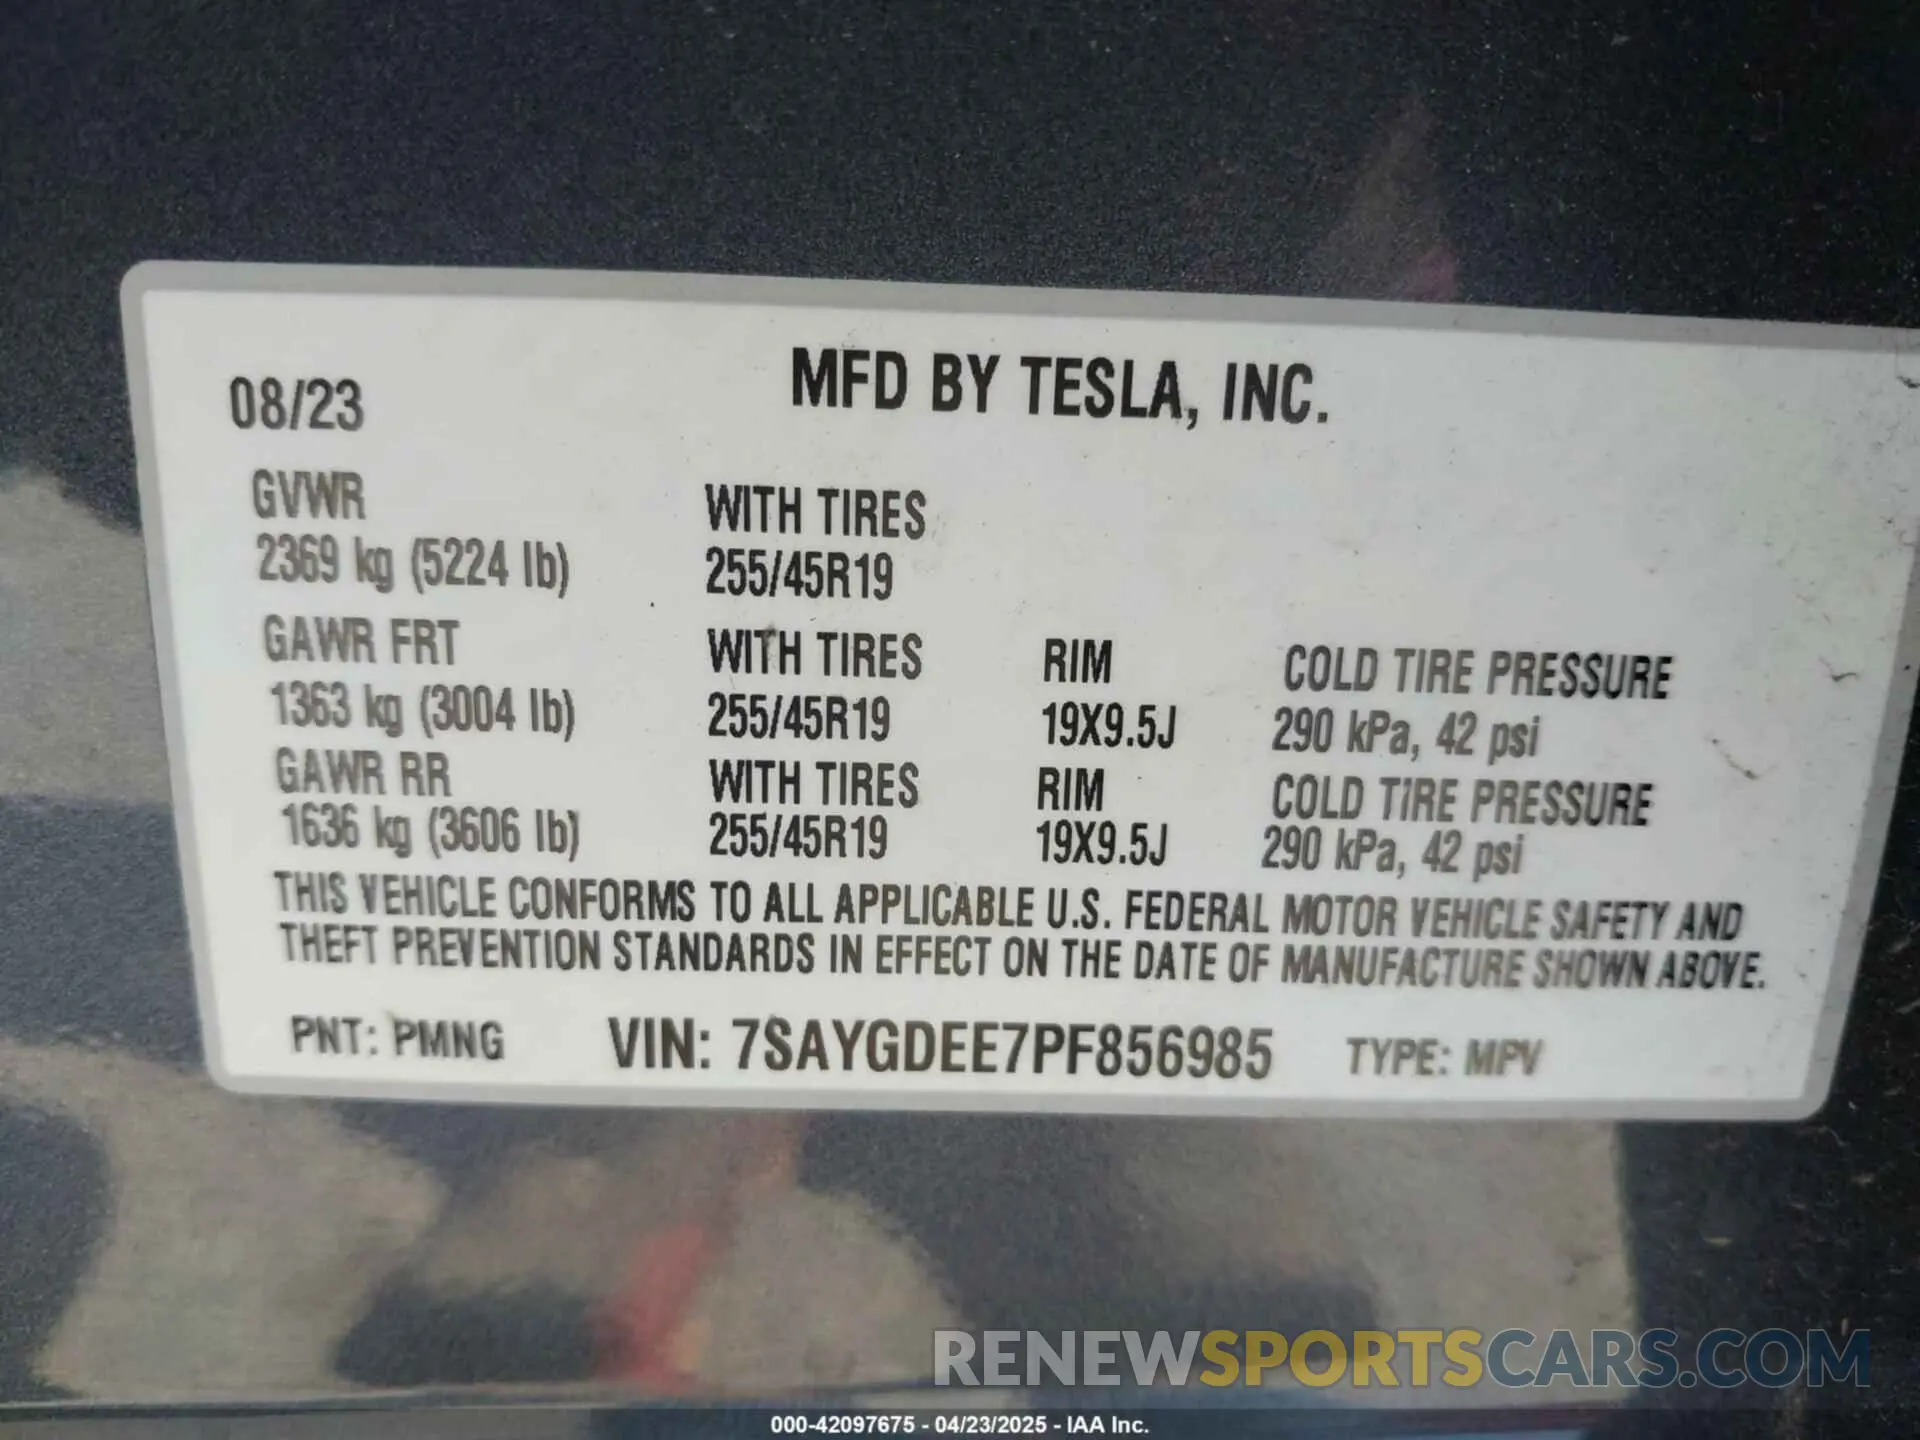 08/23 MFD BY TESLA, INC.
GVWR WITH TIRES
2369 kg (5224 lb) 255/45R19
GAWR FRT WITH TIRES RIM COLD TIRE PRESSURE
1363 kg (3004 lb) 255/45R19 19X9.5J 290 kPa, 42 psi
GAWR RR WITH TIRES RIM COLD TIRE PRESSURE
1636 kg (3606 lb) 255/45R19 19X9.5J 290 kPa, 42 psi
THIS VEHICLE CONFORMS TO ALL APPLICABLE U.S. FEDERAL MOTOR VEHICLE SAFETY AND
THEFT PREVENTION STANDARDS IN EFFECT ON THE DATE OF MANUFACTURE SHOWN ABOVE.
PNT: PMNG VIN: 7SAYGDEE7PF856985 TYPE: MPV
RENEWSPORTSCARS.COM
000-42097675 - 04/23/2025 - IAA Inc.